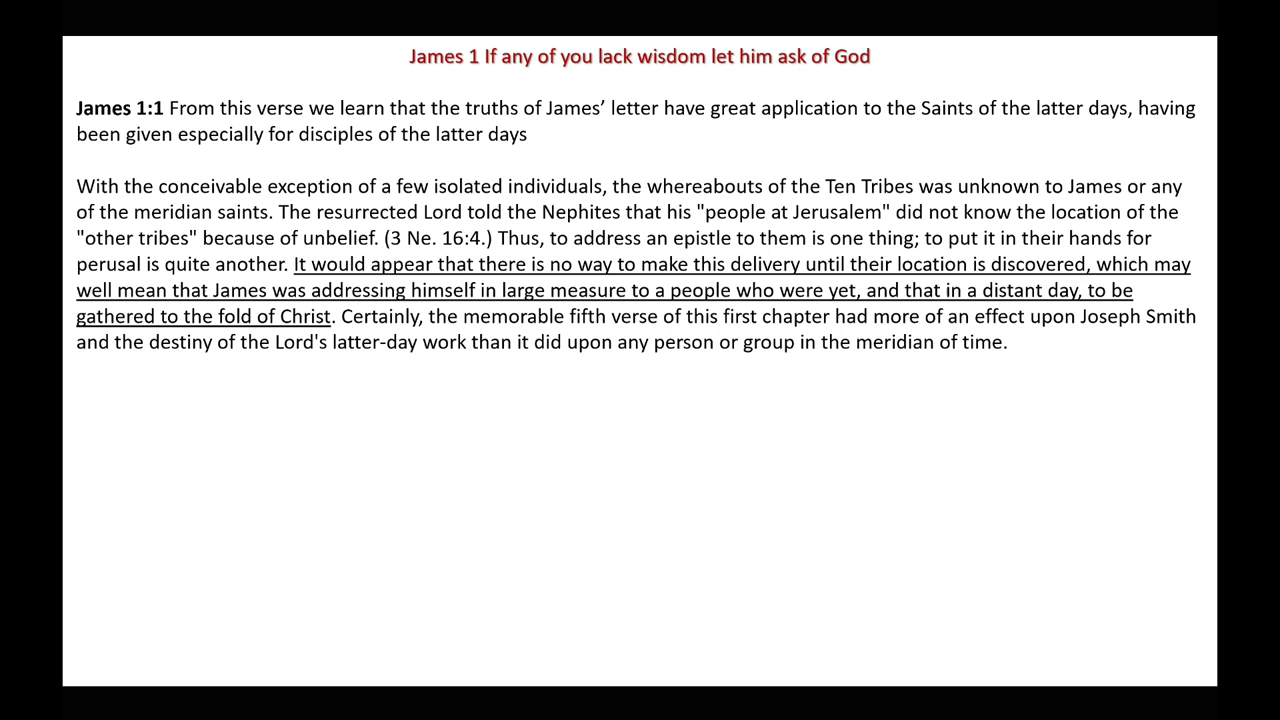 James 1 If any of you lack wisdom let him ask of God
James 1:1 From this verse we learn that the truths of James’ letter have great application to the Saints of the latter days, having
been given especially for disciples of the latter days
With the conceivable exception of a few isolated individuals, the whereabouts of the Ten Tribes was unknown to James or any
of the meridian saints. The resurrected Lord told the Nephites that his "people at Jerusalem" did not know the location of the
"other tribes" because of unbelief. (3 Ne. 16:4.) Thus, to address an epistle to them is one thing; to put it in their hands for
perusal is quite another. It would appear that there is no way to make this delivery until their location is discovered, which may
well mean that James was addressing himself in large measure to a people who were yet, and that in a distant day, to be
gathered to the fold of Christ. Certainly, the memorable fifth verse of this first chapter had more of an effect upon Joseph Smith
and the destiny of the Lord's latter-day work than it did upon any person or group in the meridian of time.